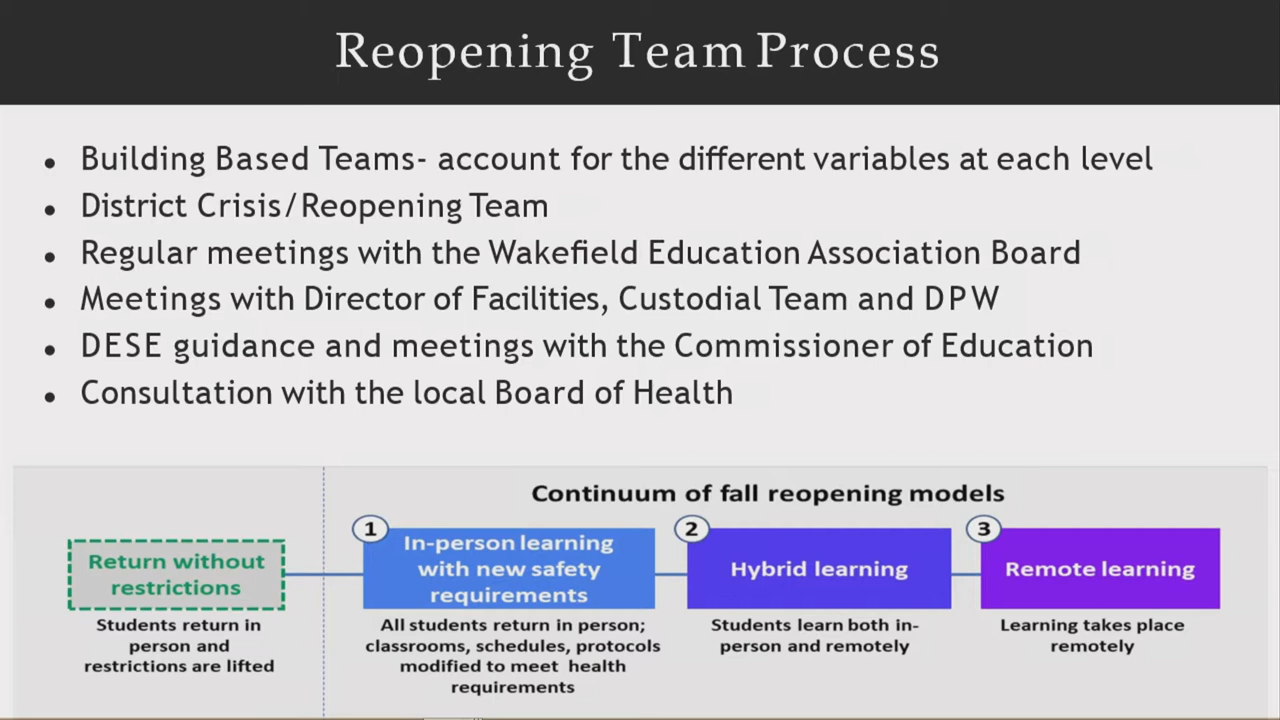 Reopening Team Process
Building Based Teams- account for the different variables at each level
District Crisis/Reopening Team
Regular meetings with the Wakefield Education Association Board
Meetings with Director of Facilities, Custodial Team and DPW
DESE guidance and meetings with the Commissioner of Education
Consultation with the local Board of Health
Continuum of fall reopening models
Return without
restrictions
Students return in
person and
restrictions are lifted
1
In-person learning
with new safety
requirements
All students return in person;
classrooms, schedules, protocols
modified to meet health
requirements
2
Hybrid learning
Students learn both in-
person and remotely
3
Remote learning
Learning takes place
remotely